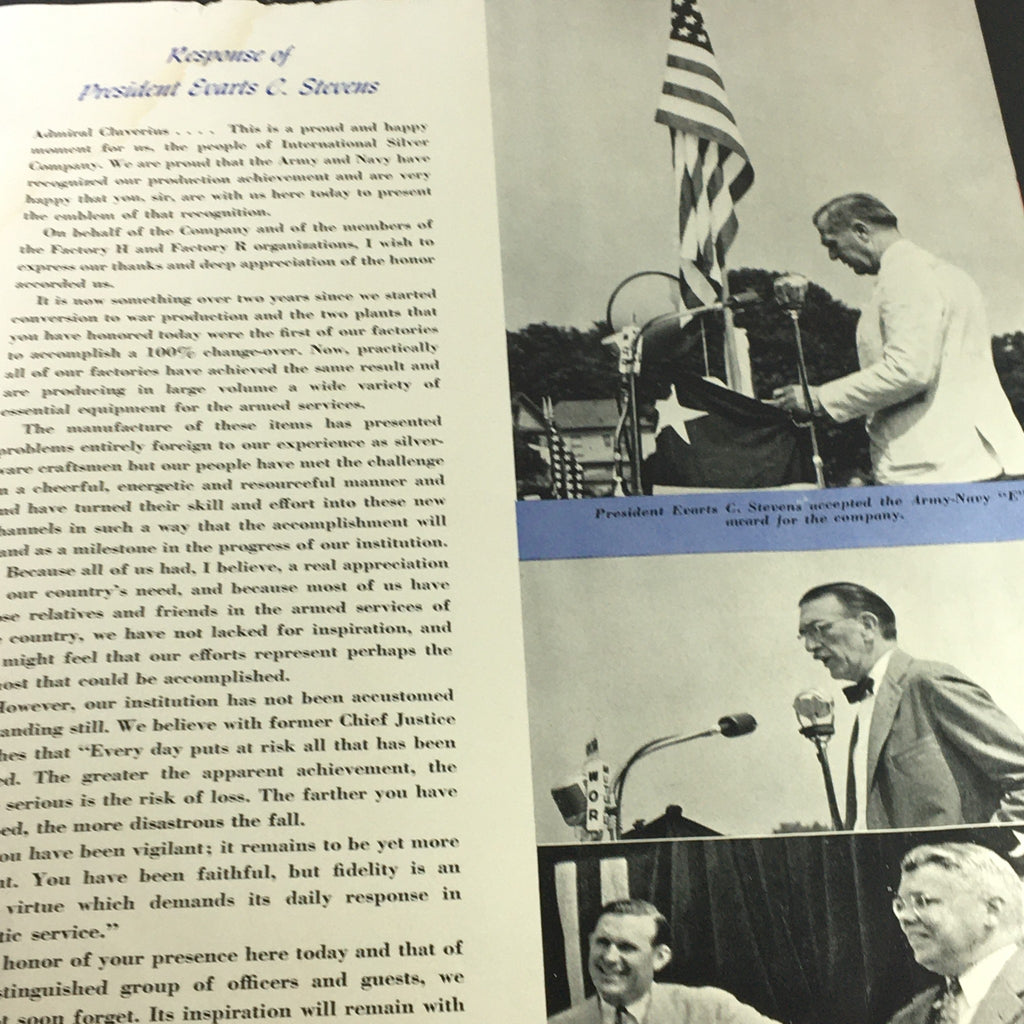 Response of
President Evarts C. Stevens
Admiral Cluverius . . . . This is a proud and happy
moment for us, the people of International Silver
Company. We are proud that the Army and Navy have
recognized our production achievement and are very
happy that you, sir, are with us here today to present
the emblem of that recognition.
On behalf of the Company and of the members of
the Factory H and Factory R organizations, I wish to
express our thanks and deep appreciation of the honor
accorded us.
It is now something over two years since we started
conversion to war production and the two plants that
you have honored today were the first of our factories
to accomplish a 100% change-over. Now, practically
all of our factories have achieved the same result and
are producing in large volume a wide variety of
essential equipment for the armed services.
The manufacture of these items has presented
problems entirely foreign to our experience as silver-
ware craftsmen but our people have met the challenge
a cheerful, energetic and resourceful manner and
have turned their skill and effort into these new
in such a way that the accomplishment will
as a milestone in the progress of our institution.
Because all of us had, I believe, a real appreciation
our country's need, and because most of us have
relatives and friends in the armed services of
country, we have not lacked for inspiration, and
might feel that our efforts represent perhaps the
that could be accomplished.
However, our institution has not been accustomed
still. We believe with former Chief Justice
that "Every day puts at risk all that has been
The greater the apparent achievement, the
serious is the risk of loss. The farther you have
the more disastrous the fall.
have been vigilant; it remains to be yet more
You have been faithful, but fidelity is an
virtue which demands its daily response in
service."
honor of your presence here today and that of
group of officers and guests, we
soon forget. Its inspiration will remain with
President Evarts C. Stevens accepted the Army-Navy "E"
award for the company.
WOR